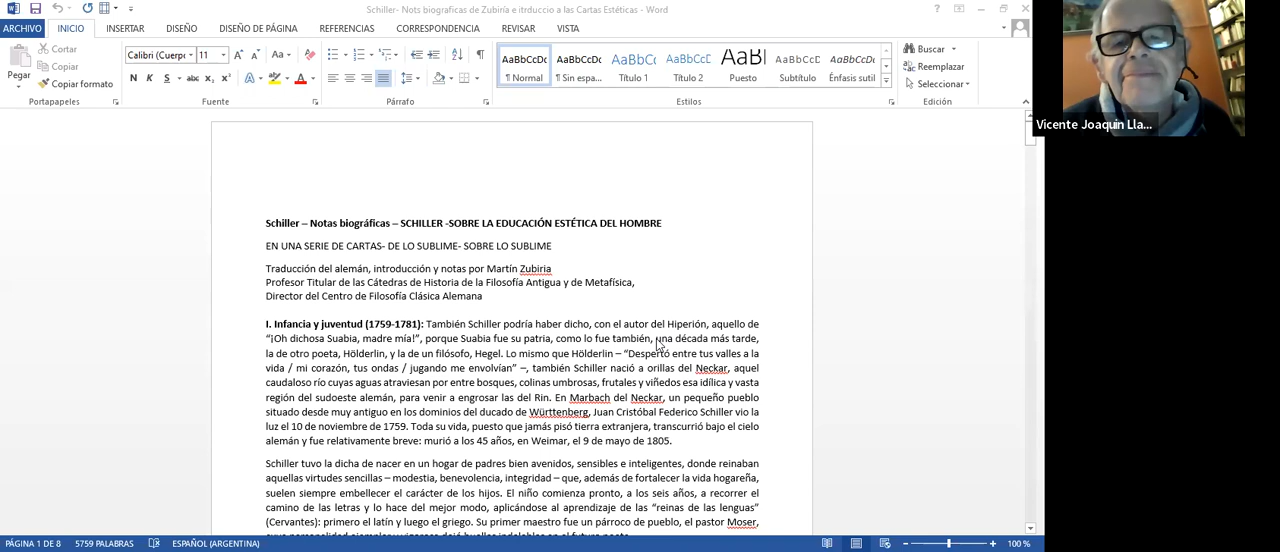 Schiller- Nots biograficas de Zubiría e itrduccio a las Cartas Estéticas - Word
ARCHIVO INICIO INSERTAR DISEÑO DISEÑO DE PÁGINA REFERENCIAS CORRESPONDENCIA REVISAR VISTA
Pegar
Cortar
Copiar
Copiar formato
Portapapeles
Calibri (Cuerpo 11
Fuente
Párrafo
AaBbCcDc AaBbCcDc AaBbCc AaBbCcD AaBl AaBbCcD AaBbCcDc
¶ Normal ¶ Sin espa... Título 1 Título 2 Puesto Subtítulo Énfasis sutil
Estilos
Buscar
Reemplazar
Seleccionar
Edición
Vicente Joaquin Lla...
Schiller – Notas biográficas – SCHILLER -SOBRE LA EDUCACIÓN ESTÉTICA DEL HOMBRE
EN UNA SERIE DE CARTAS- DE LO SUBLIME- SOBRE LO SUBLIME
Traducción del alemán, introducción y notas por Martín Zubiria
Profesor Titular de las Cátedras de Historia de la Filosofía Antigua y de Metafísica,
Director del Centro de Filosofía Clásica Alemana
I. Infancia y juventud (1759-1781): También Schiller podría haber dicho, con el autor del Hiperión, aquello de
“¡Oh dichosa Suabia, madre mía!”, porque Suabia fue su patria, como lo fue también, una década más tarde,
la de otro poeta, Hölderlin, y la de un filósofo, Hegel. Lo mismo que Hölderlin – “Despertó entre tus valles a la
vida / mi corazón, tus ondas / jugando me envolvían” –, también Schiller nació a orillas del Neckar, aquel
caudaloso río cuyas aguas atraviesan por entre bosques, colinas umbrosas, frutales y viñedos esa idílica y vasta
región del sudoeste alemán, para venir a engrosar las del Rin. En Marbach del Neckar, un pequeño pueblo
situado desde muy antiguo en los dominios del ducado de Württenberg, Juan Cristóbal Federico Schiller vio la
luz el 10 de noviembre de 1759. Toda su vida, puesto que jamás pisó tierra extranjera, transcurrió bajo el cielo
alemán y fue relativamente breve: murió a los 45 años, en Weimar, el 9 de mayo de 1805.
Schiller tuvo la dicha de nacer en un hogar de padres bien avenidos, sensibles e inteligentes, donde reinaban
aquellas virtudes sencillas – modestia, benevolencia, integridad – que, además de fortalecer la vida hogareña,
suelen siempre embellecer el carácter de los hijos. El niño comienza pronto, a los seis años, a recorrer el
camino de las letras y lo hace del mejor modo, aplicándose al aprendizaje de las “reinas de las lenguas”
(Cervantes): primero el latín y luego el griego. Su primer maestro fue un párroco de pueblo, el pastor Moser,
PÁGINA 1 DE 8 5759 PALABRAS ESPAÑOL (ARGENTINA) 100 %